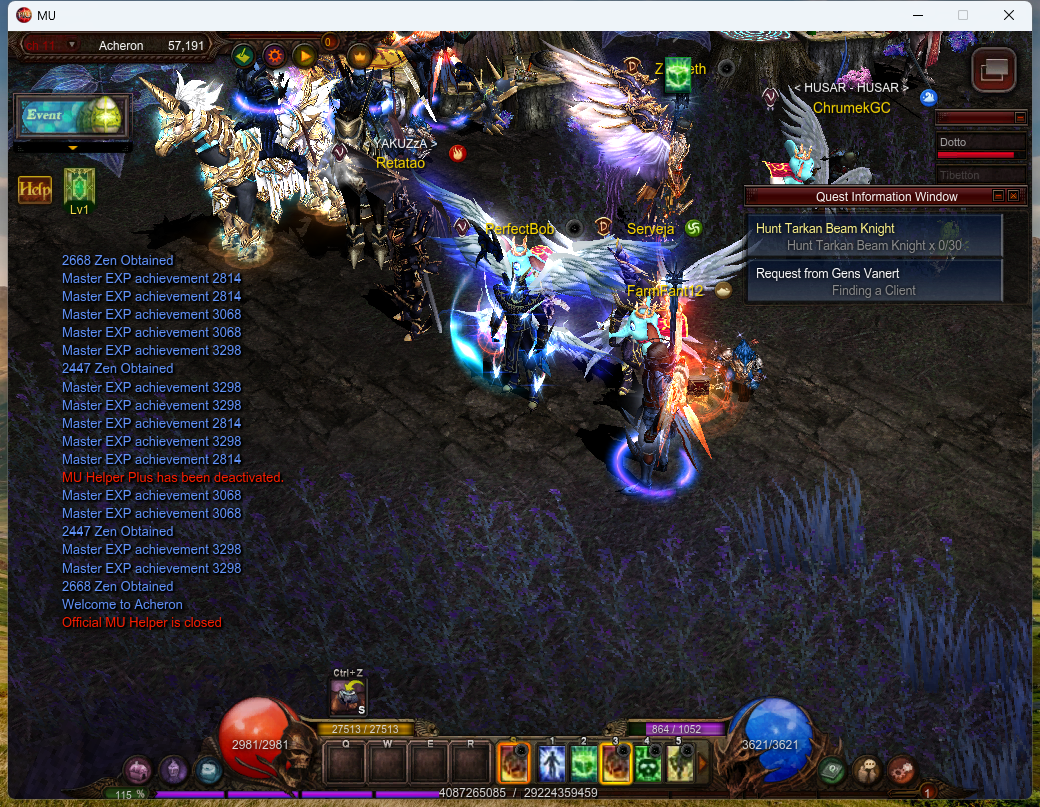 MU
Acheron 57,191
0
Event
Help
Lv1
< HUSAR - HUSAR >
ChrumekGC
YAKUZzA >
Retatao
PerfectBob
Serveja
FarmFant12
Dotto
Tibetton
Quest Information Window
Hunt Tarkan Beam Knight
Hunt Tarkan Beam Knight x 0/30
Request from Gens Vanert
Finding a Client
2668 Zen Obtained
Master EXP achievement 2814
Master EXP achievement 2814
Master EXP achievement 3068
Master EXP achievement 3068
Master EXP achievement 3298
2447 Zen Obtained
Master EXP achievement 3298
Master EXP achievement 3298
Master EXP achievement 2814
Master EXP achievement 3298
Master EXP achievement 2814
MU Helper Plus has been deactivated.
Master EXP achievement 3068
Master EXP achievement 3068
2447 Zen Obtained
Master EXP achievement 3298
Master EXP achievement 3298
2668 Zen Obtained
Welcome to Acheron
Official MU Helper is closed
Ctrl+Z
S
27513 / 27513
864 / 1052
2981/2981
Q W E R
1 2 3 4 5
3621/3621
115 %
4087265085 / 29224359459
1